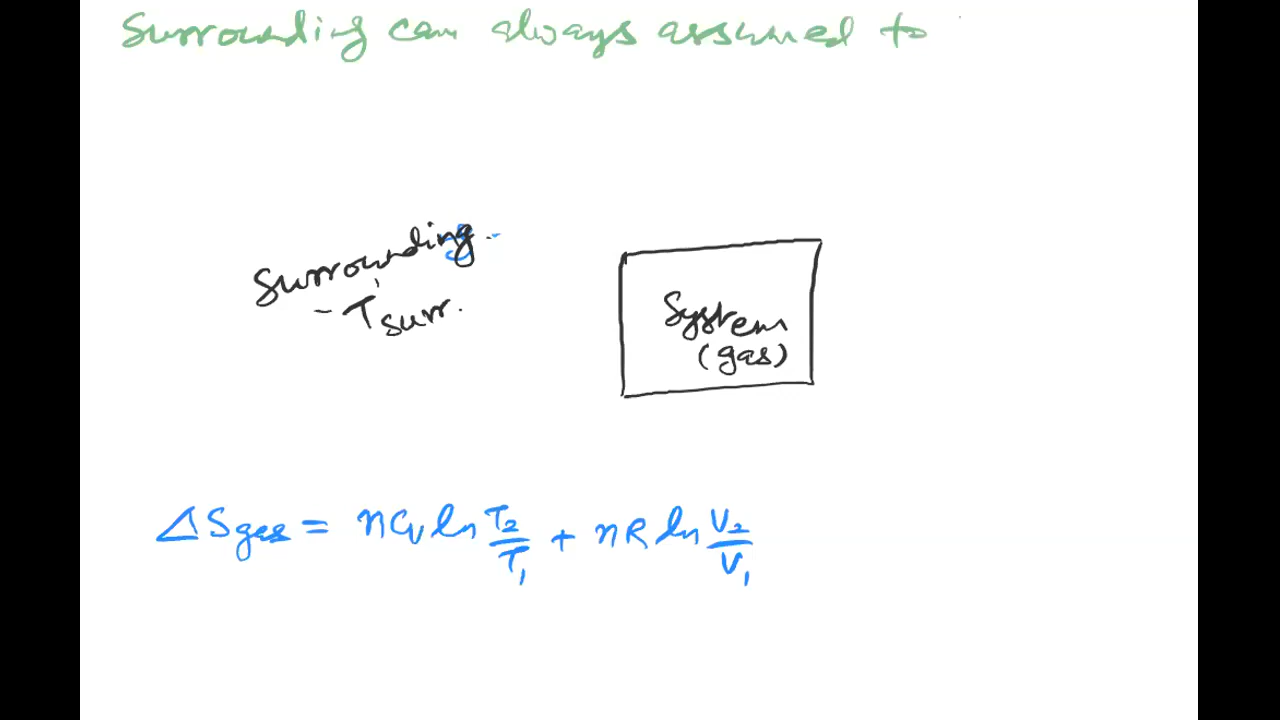 Surrounding can always assumed to
Surrounding
- Tsurr.
System
(gas)
ΔSgas = nCv ln T2/T1 + nR ln V2/V1